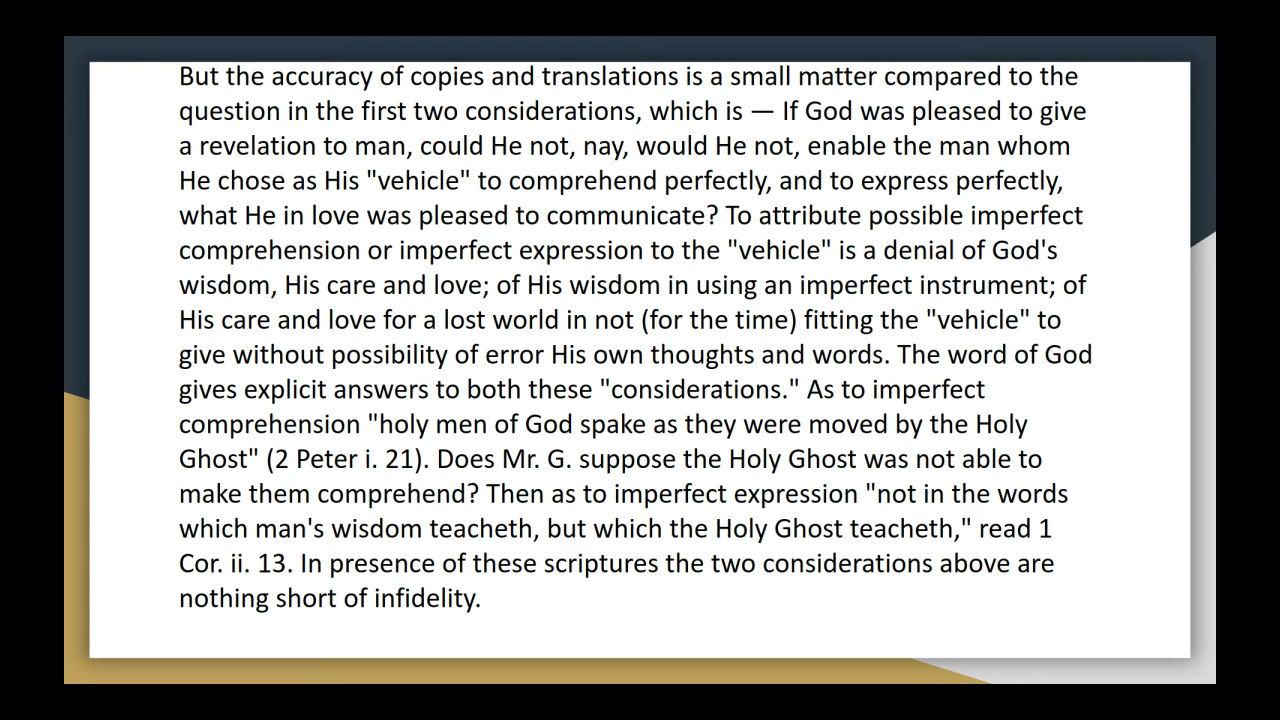 But the accuracy of copies and translations is a small matter compared to the
question in the first two considerations, which is — If God was pleased to give
a revelation to man, could He not, nay, would He not, enable the man whom
He chose as His "vehicle" to comprehend perfectly, and to express perfectly,
what He in love was pleased to communicate? To attribute possible imperfect
comprehension or imperfect expression to the "vehicle" is a denial of God's
wisdom, His care and love; of His wisdom in using an imperfect instrument; of
His care and love for a lost world in not (for the time) fitting the "vehicle" to
give without possibility of error His own thoughts and words. The word of God
gives explicit answers to both these "considerations." As to imperfect
comprehension "holy men of God spake as they were moved by the Holy
Ghost" (2 Peter i. 21). Does Mr. G. suppose the Holy Ghost was not able to
make them comprehend? Then as to imperfect expression "not in the words
which man's wisdom teacheth, but which the Holy Ghost teacheth," read 1
Cor. ii. 13. In presence of these scriptures the two considerations above are
nothing short of infidelity.